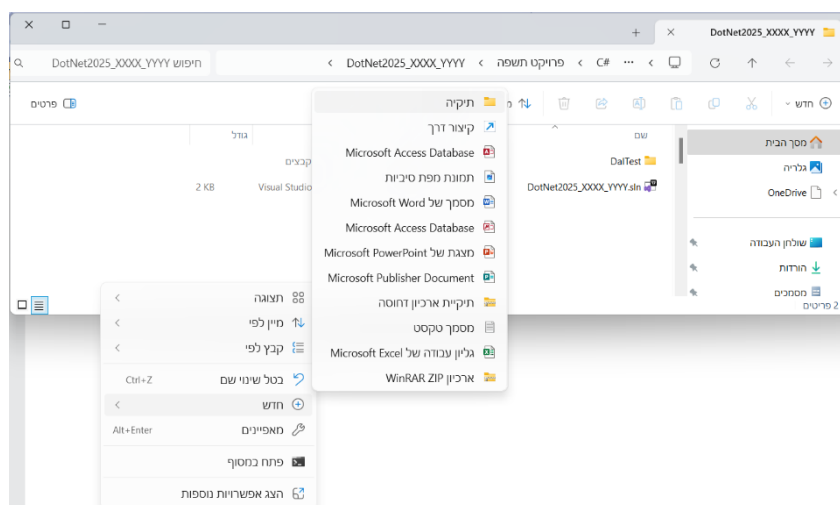 DotNet2025_XXXX_YYYY
C# > פרויקט תשפה > DotNet2025_XXXX_YYYY >
חיפוש DotNet2025_XXXX_YYYY
חדש
פרטים
מסך הבית
גלריה
OneDrive
שולחן העבודה
הורדות
מסמכים
2 פריטים
שם
גודל
DalTest
קבצים
DotNet2025_XXXX_YYYY.sln
Visual Studio
2 KB
תיקיה
קיצור דרך
Microsoft Access Database
תמונת מפת סיביות
מסמך של Microsoft Word
Microsoft Access Database
מצגת של Microsoft PowerPoint
Microsoft Publisher Document
תיקיית ארכיון דחוסה
מסמך טקסט
גליון עבודה של Microsoft Excel
ארכיון WinRAR ZIP
תצוגה
מיין לפי
קבץ לפי
בטל שינוי שם Ctrl+Z
חדש
מאפיינים Alt+Enter
פתח במסוף
הצג אפשרויות נוספות